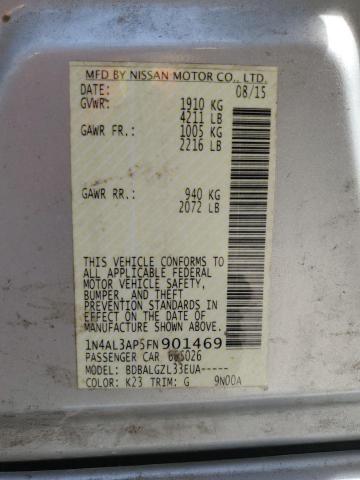 MFD BY NISSAN MOTOR CO., LTD.
DATE: 08/15
GVWR: 1910 KG
4211 LB
GAWR FR: 1005 KG
2216 LB
GAWR RR: 940 KG
2072 LB
THIS VEHICLE CONFORMS TO
ALL APPLICABLE FEDERAL
MOTOR VEHICLE SAFETY,
BUMPER, AND THEFT
PREVENTION STANDARDS IN
EFFECT ON THE DATE OF
MANUFACTURE SHOWN ABOVE.
1N4AL3AP5FN901469
PASSENGER CAR
MODEL: BDBALGZL33EUA-----
COLOR: K23 TRIM: G 9N00A